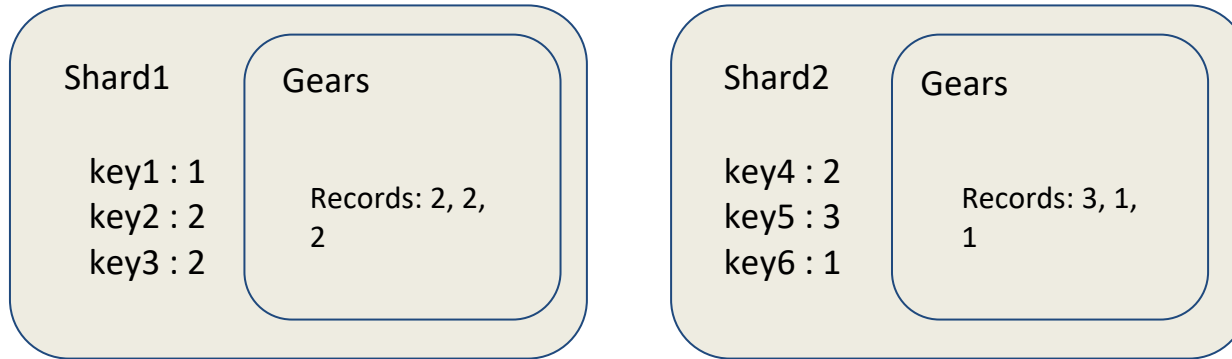 Shard1
Gears
key1 : 1
key2 : 2
key3 : 2
Records: 2, 2,
2
Shard2
Gears
key4 : 2
key5 : 3
key6 : 1
Records: 3, 1,
1